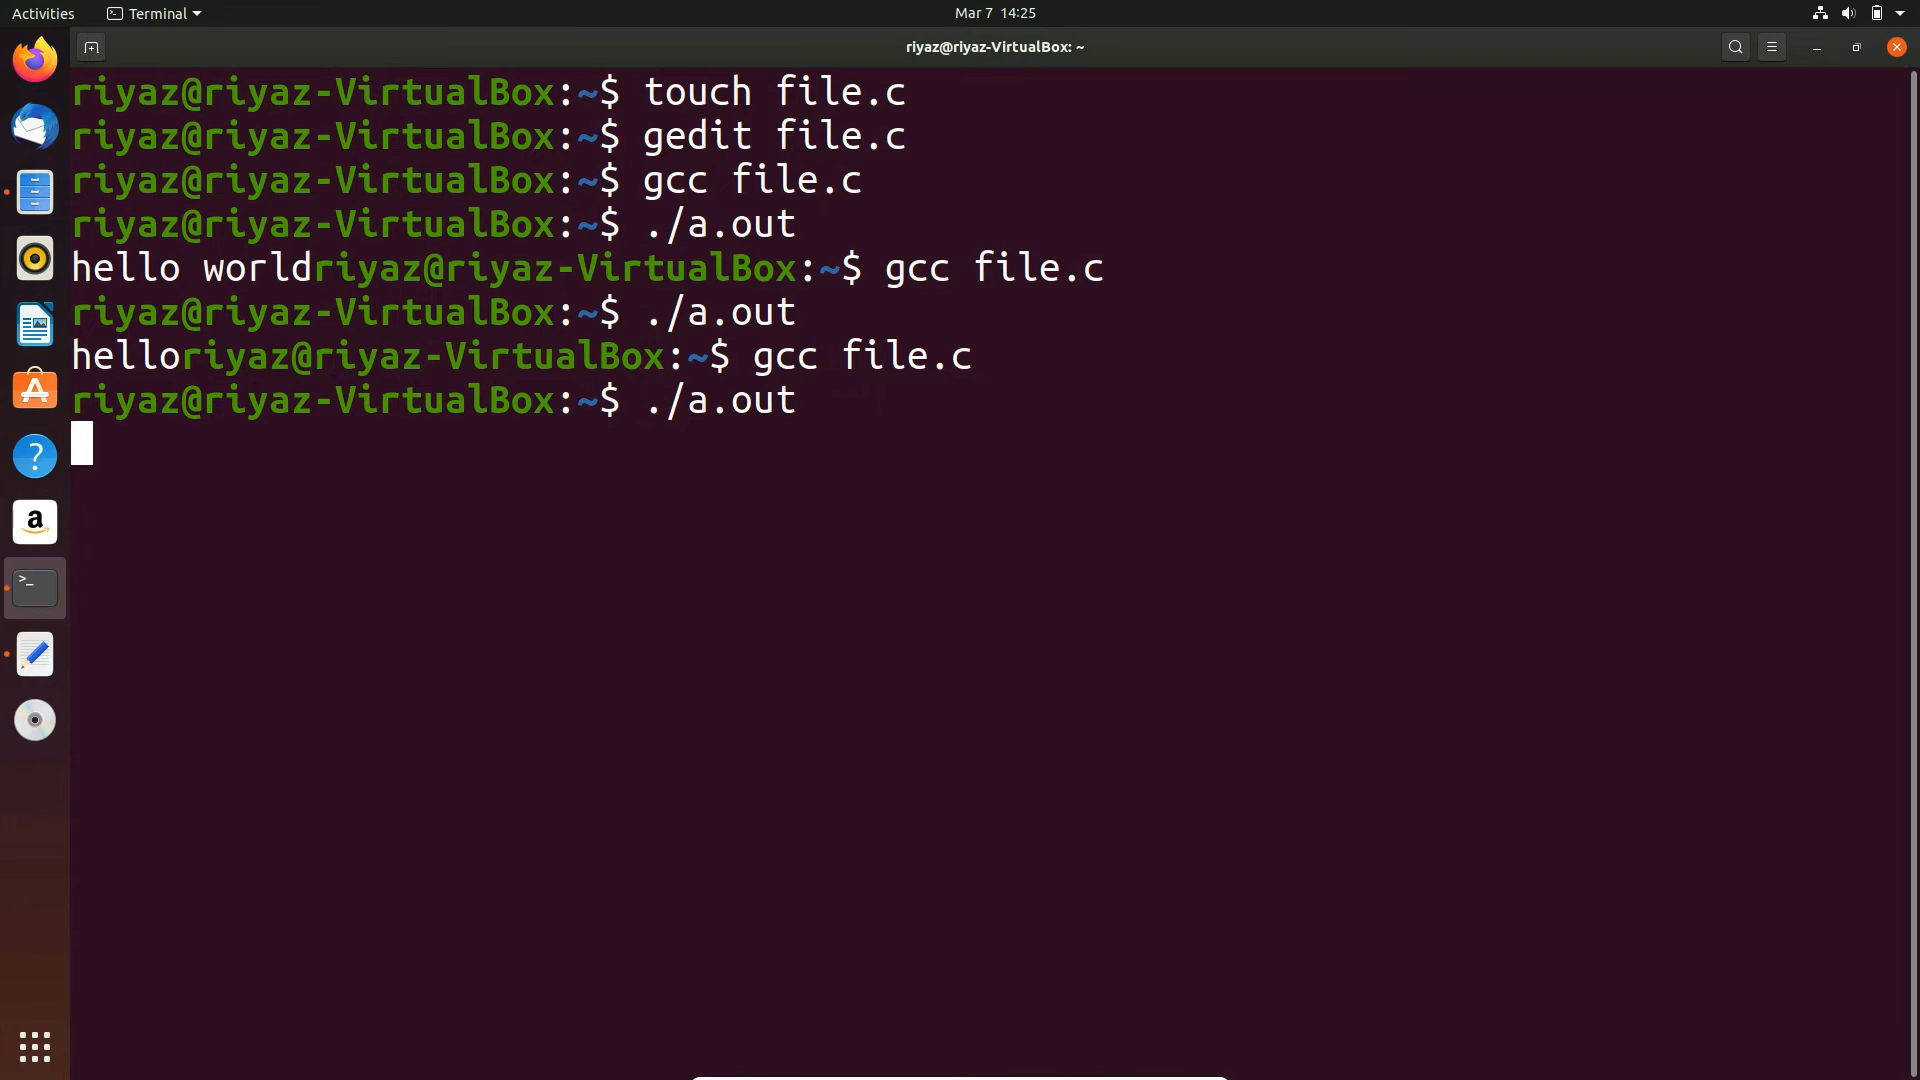 Activities Terminal Mar 7 14:25
riyaz@riyaz-VirtualBox: ~
riyaz@riyaz-VirtualBox:~$ touch file.c
riyaz@riyaz-VirtualBox:~$ gedit file.c
riyaz@riyaz-VirtualBox:~$ gcc file.c
riyaz@riyaz-VirtualBox:~$ ./a.out
hello worldriyaz@riyaz-VirtualBox:~$ gcc file.c
riyaz@riyaz-VirtualBox:~$ ./a.out
helloriyaz@riyaz-VirtualBox:~$ gcc file.c
riyaz@riyaz-VirtualBox:~$ ./a.out